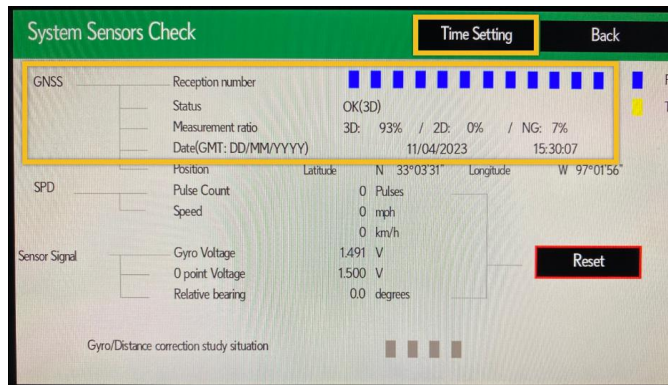 System Sensors Check Time Setting Back
GNSS Reception number
Status OK(3D)
Measurement ratio 3D: 93% / 2D: 0% / NG: 7%
Date(GMT: DD/MM/YYYY) 11/04/2023 15:30:07
Position Latitude N 33°03'31" Longitude W 97°01'56"
SPD Pulse Count 0 Pulses
Speed 0 mph
0 km/h
Sensor Signal Gyro Voltage 1.491 V
0 point Voltage 1.500 V
Relative bearing 0.0 degrees
Reset
Gyro/Distance correction study situation